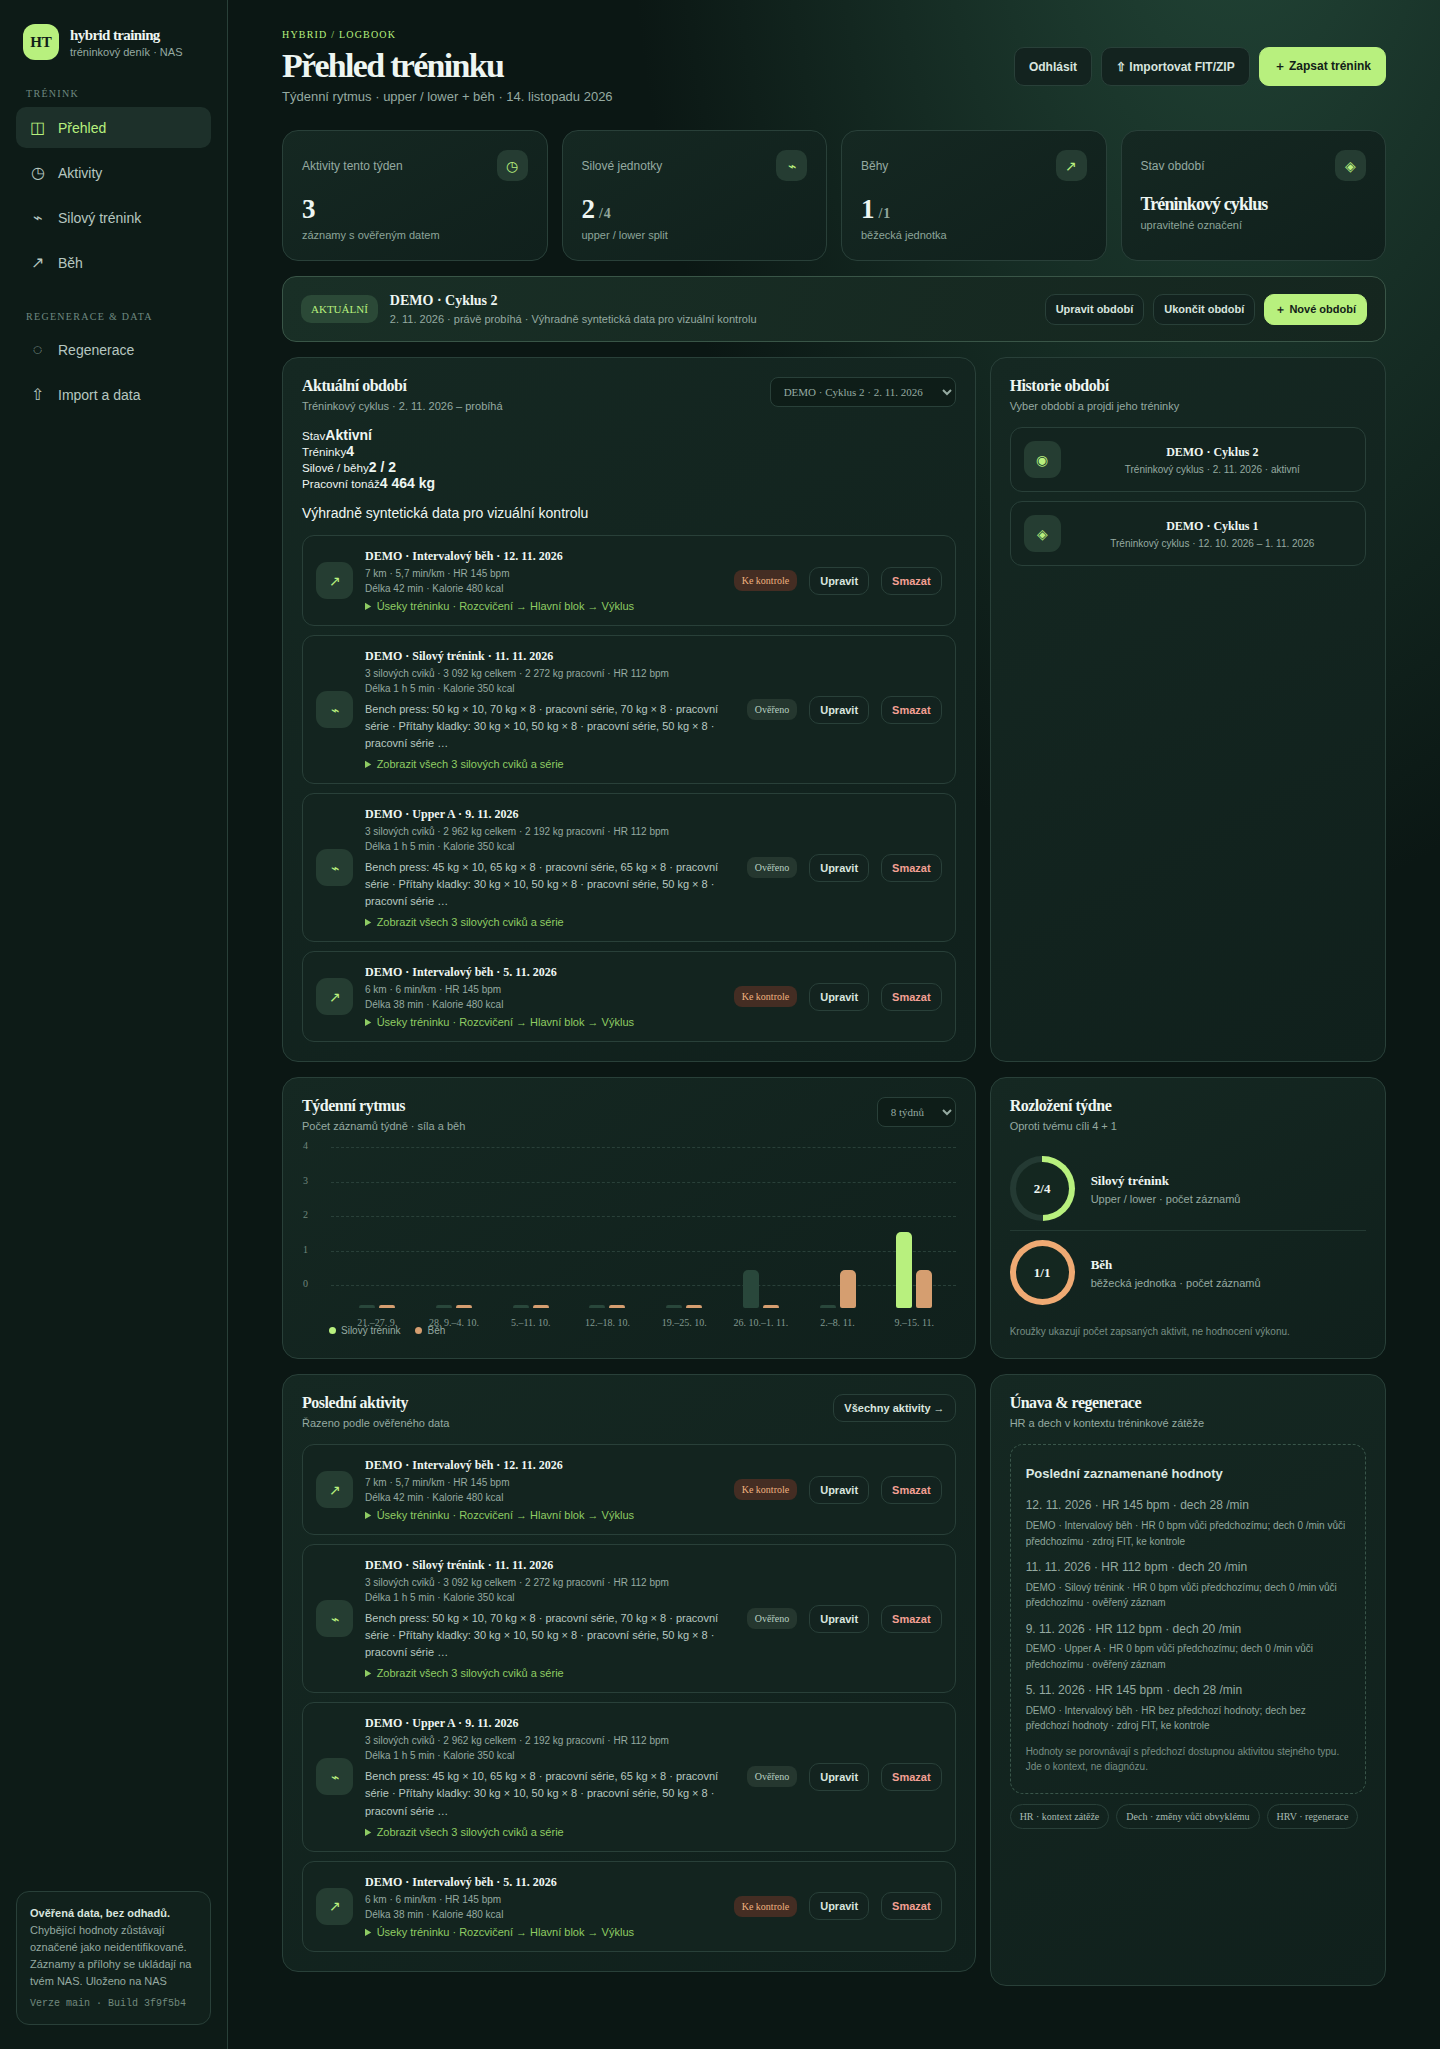 HT
hybrid training
tréninkový deník · NAS
TRÉNINK
Přehled
Aktivity
Silový trénink
Běh
REGENERACE & DATA
Regenerace
Import a data
Ověřená data, bez odhadů.
Chybějící hodnoty zůstávají
označené jako neidentifikované.
Záznamy a přílohy se ukládají na
tvém NAS. Uloženo na NAS
Verze main · Build 3f9f5b4
HYBRID / LOGBOOK
Přehled tréninku
Týdenní rytmus · upper / lower + běh · 14. listopadu 2026
Odhlásit
⇧ Importovat FIT/ZIP
+ Zapsat trénink
Aktivity tento týden
3
záznamy s ověřeným datem
Silové jednotky
2 /4
upper / lower split
Běhy
1 /1
běžecká jednotka
Stav období
Tréninkový cyklus
upravitelné označení
AKTUÁLNÍ
DEMO · Cyklus 2
2. 11. 2026 · právě probíhá · Výhradně syntetická data pro vizuální kontrolu
Upravit období
Ukončit období
+ Nové období
Aktuální období
Tréninkový cyklus · 2. 11. 2026 – probíhá
DEMO · Cyklus 2 · 2. 11. 2026
StavAktivní
Tréninky4
Silové / běhy2 / 2
Pracovní tonáž4 464 kg
Výhradně syntetická data pro vizuální kontrolu
DEMO · Intervalový běh · 12. 11. 2026
7 km · 5,7 min/km · HR 145 bpm
Délka 42 min · Kalorie 480 kcal
▶ Úseky tréninku · Rozcvičení → Hlavní blok → Výklus
Ke kontrole
Upravit
Smazat
DEMO · Silový trénink · 11. 11. 2026
3 silových cviků · 3 092 kg celkem · 2 272 kg pracovní · HR 112 bpm
Délka 1 h 5 min · Kalorie 350 kcal
Bench press: 50 kg × 10, 70 kg × 8 · pracovní série, 70 kg × 8 · pracovní
série · Přítahy kladky: 30 kg × 10, 50 kg × 8 · pracovní série, 50 kg × 8 ·
pracovní série …
▶ Zobrazit všech 3 silových cviků a série
Ověřeno
Upravit
Smazat
DEMO · Upper A · 9. 11. 2026
3 silových cviků · 2 962 kg celkem · 2 192 kg pracovní · HR 112 bpm
Délka 1 h 5 min · Kalorie 350 kcal
Bench press: 45 kg × 10, 65 kg × 8 · pracovní série, 65 kg × 8 · pracovní
série · Přítahy kladky: 30 kg × 10, 50 kg × 8 · pracovní série, 50 kg × 8 ·
pracovní série …
▶ Zobrazit všech 3 silových cviků a série
Ověřeno
Upravit
Smazat
DEMO · Intervalový běh · 5. 11. 2026
6 km · 6 min/km · HR 145 bpm
Délka 38 min · Kalorie 480 kcal
▶ Úseky tréninku · Rozcvičení → Hlavní blok → Výklus
Ke kontrole
Upravit
Smazat
Historie období
Vyber období a projdi jeho tréninky
DEMO · Cyklus 2
Tréninkový cyklus · 2. 11. 2026 · aktivní
DEMO · Cyklus 1
Tréninkový cyklus · 12. 10. 2026 – 1. 11. 2026
Týdenní rytmus
Počet záznamů týdně · síla a běh
8 týdnů
4
3
2
1
0
21.–27. 9.
28. 9.–4. 10.
5.–11. 10.
12.–18. 10.
19.–25. 10.
26. 10.–1. 11.
2.–8. 11.
9.–15. 11.
Silový trénink
Běh
Rozložení týdne
Oproti tvému cíli 4 + 1
2/4
Silový trénink
Upper / lower · počet záznamů
1/1
Běh
běžecká jednotka · počet záznamů
Kroužky ukazují počet zapsaných aktivit, ne hodnocení výkonu.
Poslední aktivity
Řazeno podle ověřeného data
Všechny aktivity →
DEMO · Intervalový běh · 12. 11. 2026
7 km · 5,7 min/km · HR 145 bpm
Délka 42 min · Kalorie 480 kcal
▶ Úseky tréninku · Rozcvičení → Hlavní blok → Výklus
Ke kontrole
Upravit
Smazat
DEMO · Silový trénink · 11. 11. 2026
3 silových cviků · 3 092 kg celkem · 2 272 kg pracovní · HR 112 bpm
Délka 1 h 5 min · Kalorie 350 kcal
Bench press: 50 kg × 10, 70 kg × 8 · pracovní série, 70 kg × 8 · pracovní
série · Přítahy kladky: 30 kg × 10, 50 kg × 8 · pracovní série, 50 kg × 8 ·
pracovní série …
▶ Zobrazit všech 3 silových cviků a série
Ověřeno
Upravit
Smazat
DEMO · Upper A · 9. 11. 2026
3 silových cviků · 2 962 kg celkem · 2 192 kg pracovní · HR 112 bpm
Délka 1 h 5 min · Kalorie 350 kcal
Bench press: 45 kg × 10, 65 kg × 8 · pracovní série, 65 kg × 8 · pracovní
série · Přítahy kladky: 30 kg × 10, 50 kg × 8 · pracovní série, 50 kg × 8 ·
pracovní série …
▶ Zobrazit všech 3 silových cviků a série
Ověřeno
Upravit
Smazat
DEMO · Intervalový běh · 5. 11. 2026
6 km · 6 min/km · HR 145 bpm
Délka 38 min · Kalorie 480 kcal
▶ Úseky tréninku · Rozcvičení → Hlavní blok → Výklus
Ke kontrole
Upravit
Smazat
Únava & regenerace
HR a dech v kontextu tréninkové zátěže
Poslední zaznamenané hodnoty
12. 11. 2026 · HR 145 bpm · dech 28 /min
DEMO · Intervalový běh · HR 0 bpm vůči předchozímu; dech 0 /min vůči
předchozímu · zdroj FIT, ke kontrole
11. 11. 2026 · HR 112 bpm · dech 20 /min
DEMO · Silový trénink · HR 0 bpm vůči předchozímu; dech 0 /min vůči
předchozímu · ověřený záznam
9. 11. 2026 · HR 112 bpm · dech 20 /min
DEMO · Upper A · HR 0 bpm vůči předchozímu; dech 0 /min vůči
předchozímu · ověřený záznam
5. 11. 2026 · HR 145 bpm · dech 28 /min
DEMO · Intervalový běh · HR bez předchozí hodnoty; dech bez
předchozí hodnoty · zdroj FIT, ke kontrole
Hodnoty se porovnávají s předchozí dostupnou aktivitou stejného typu.
Jde o kontext, ne diagnózu.
HR · kontext zátěže
Dech · změny vůči obvyklému
HRV · regenerace